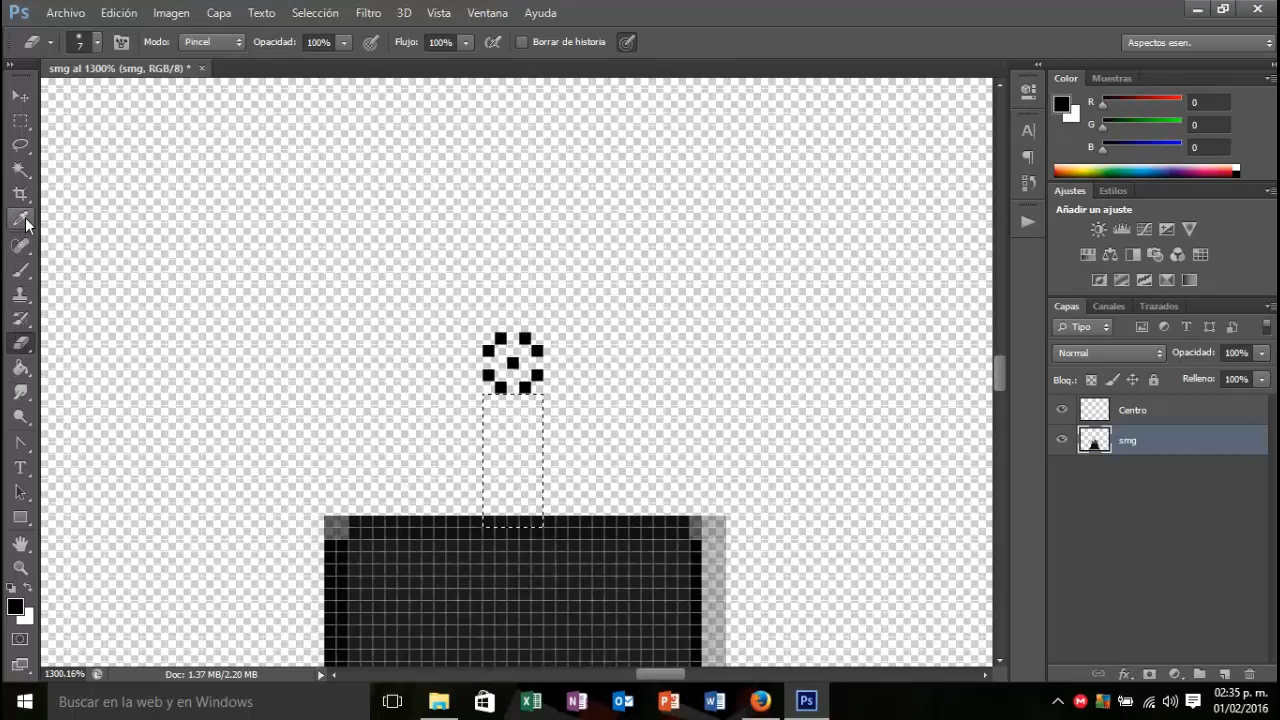 Ps Archivo Edición Imagen Capa Texto Selección Filtro 3D Vista Ventana Ayuda
7 Modo: Pincel Opacidad: 100% Flujo: 100% Borrar de historia Aspectos esen.
smg al 1300% (smg, RGB/8) * ×
Color Muestras
R 0
G 0
B 0
Ajustes Estilos
Añadir un ajuste
Capas Canales Trazados
Tipo
Normal Opacidad: 100%
Bloq.: Relleno: 100%
Centro
smg
1300.16% Doc: 1.37 MB/2.20 MB
Buscar en la web y en Windows
02:35 p. m.
01/02/2016